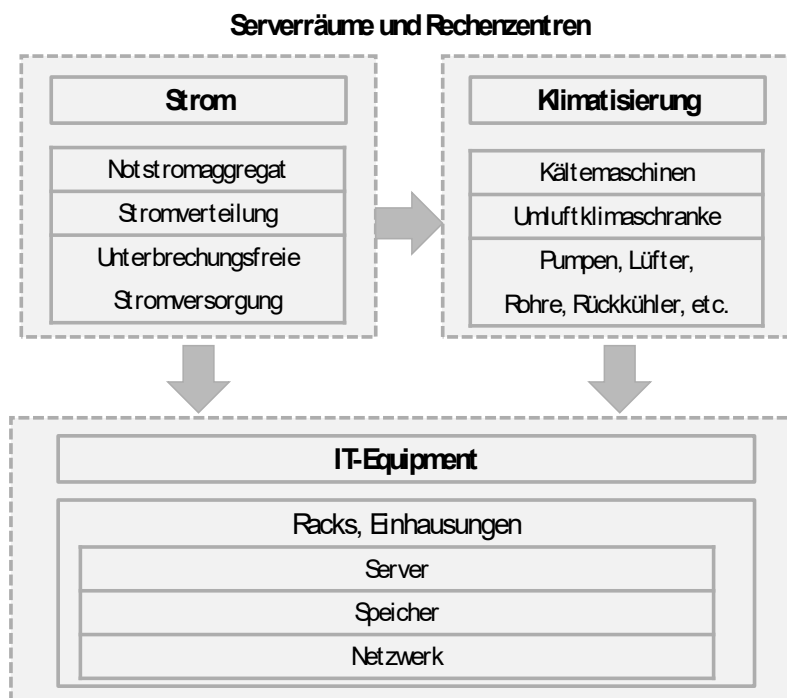 Serverräume und Rechenzentren
Strom
Notstromaggregat
Stromverteilung
Unterbrechungsfreie
Stromversorgung
Klimatisierung
Kältemaschinen
Umluftklimaschranke
Pumpen, Lüfter,
Rohre, Rückkühler, etc.
IT-Equipment
Racks, Einhausungen
Server
Speicher
Netzwerk